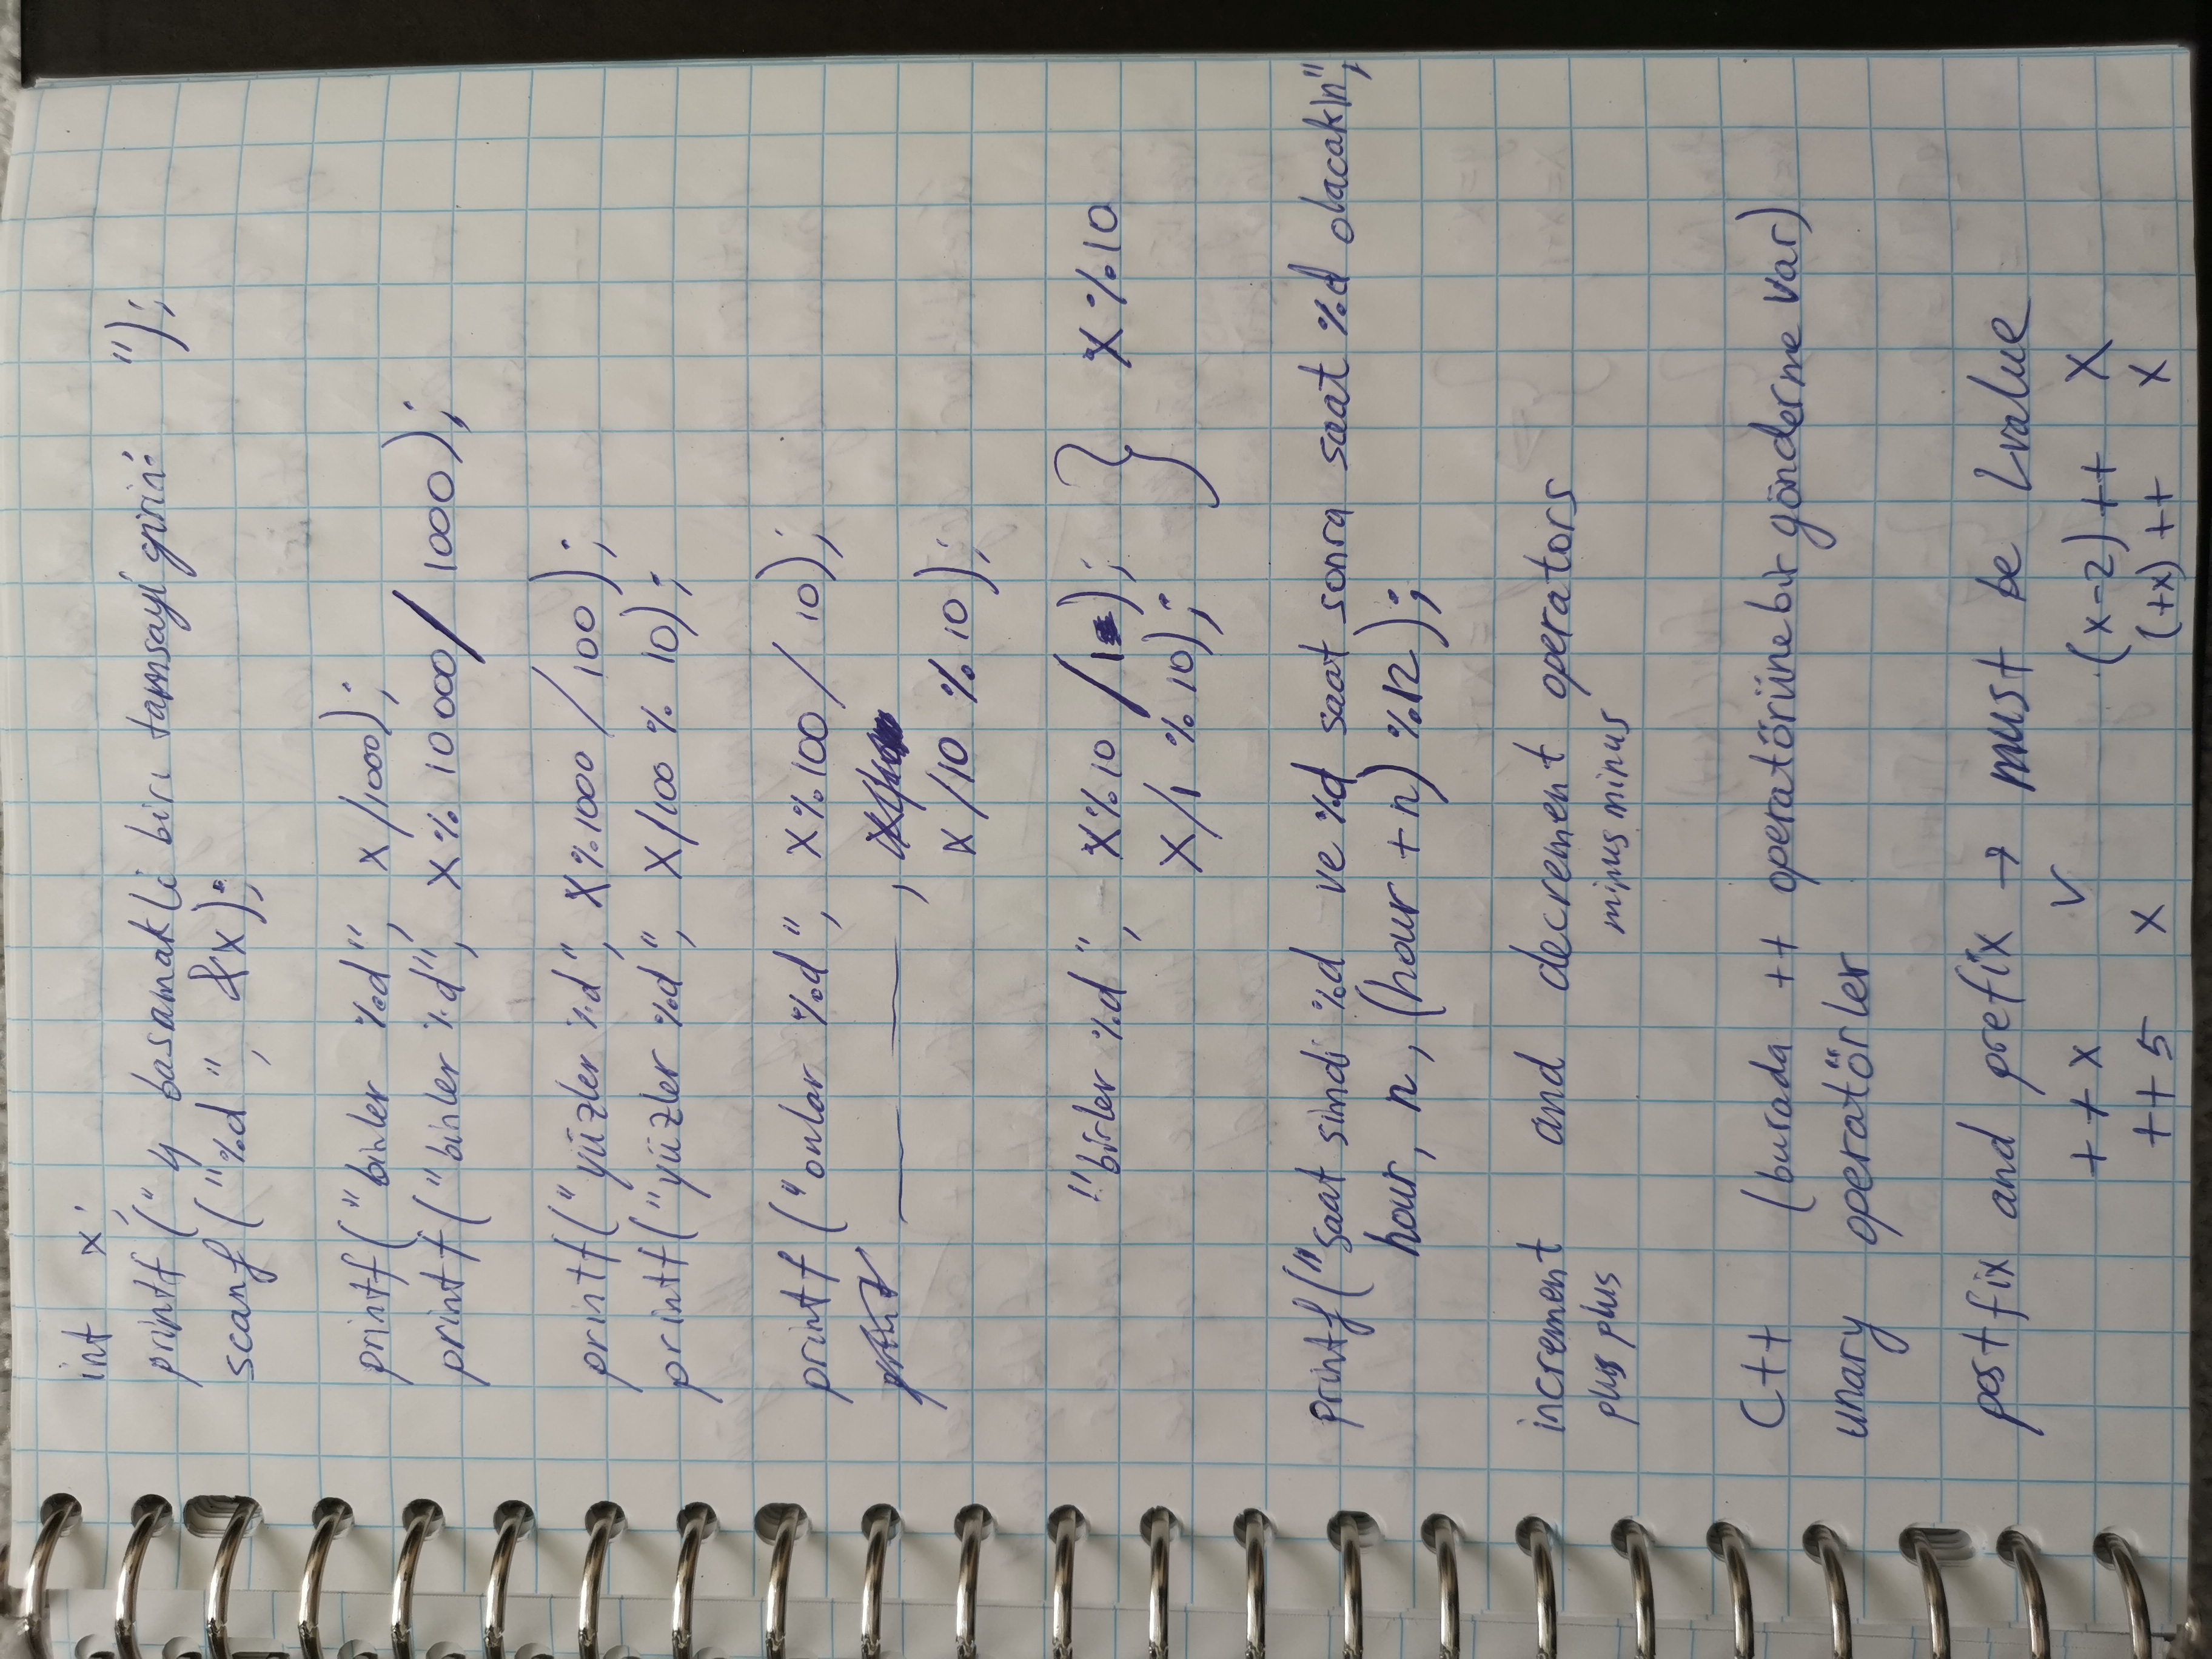 int x;
printf (" 4 basamakli biri tamsayi girin: ");
scanf ("%d", &x);
printf("binler %d", x/1000);
printf("binler %d", x% 10000/ 1000);
printf("yüzler %d", x%1000 / 100);
printf("yüzler %d", x/100 % 10);
printf ("onlar %d", x%100 / 10);
print ,
x /10 % 10);
"birler %d", x%10 /1); } x%10
x/1 % 10);
printf("saat simdi %d ve %d saat sonra saat %d olacak\n",
hour, n, (hour +n) %12);
increment and decrement operators
plus plus minus minus
C++ (burada ++ operatörüne bir gönderme var)
unary operatörler
postfix and prefix → must be Lvalue
++x ✓ (x-2)++ X
++5 X (+x)++ X